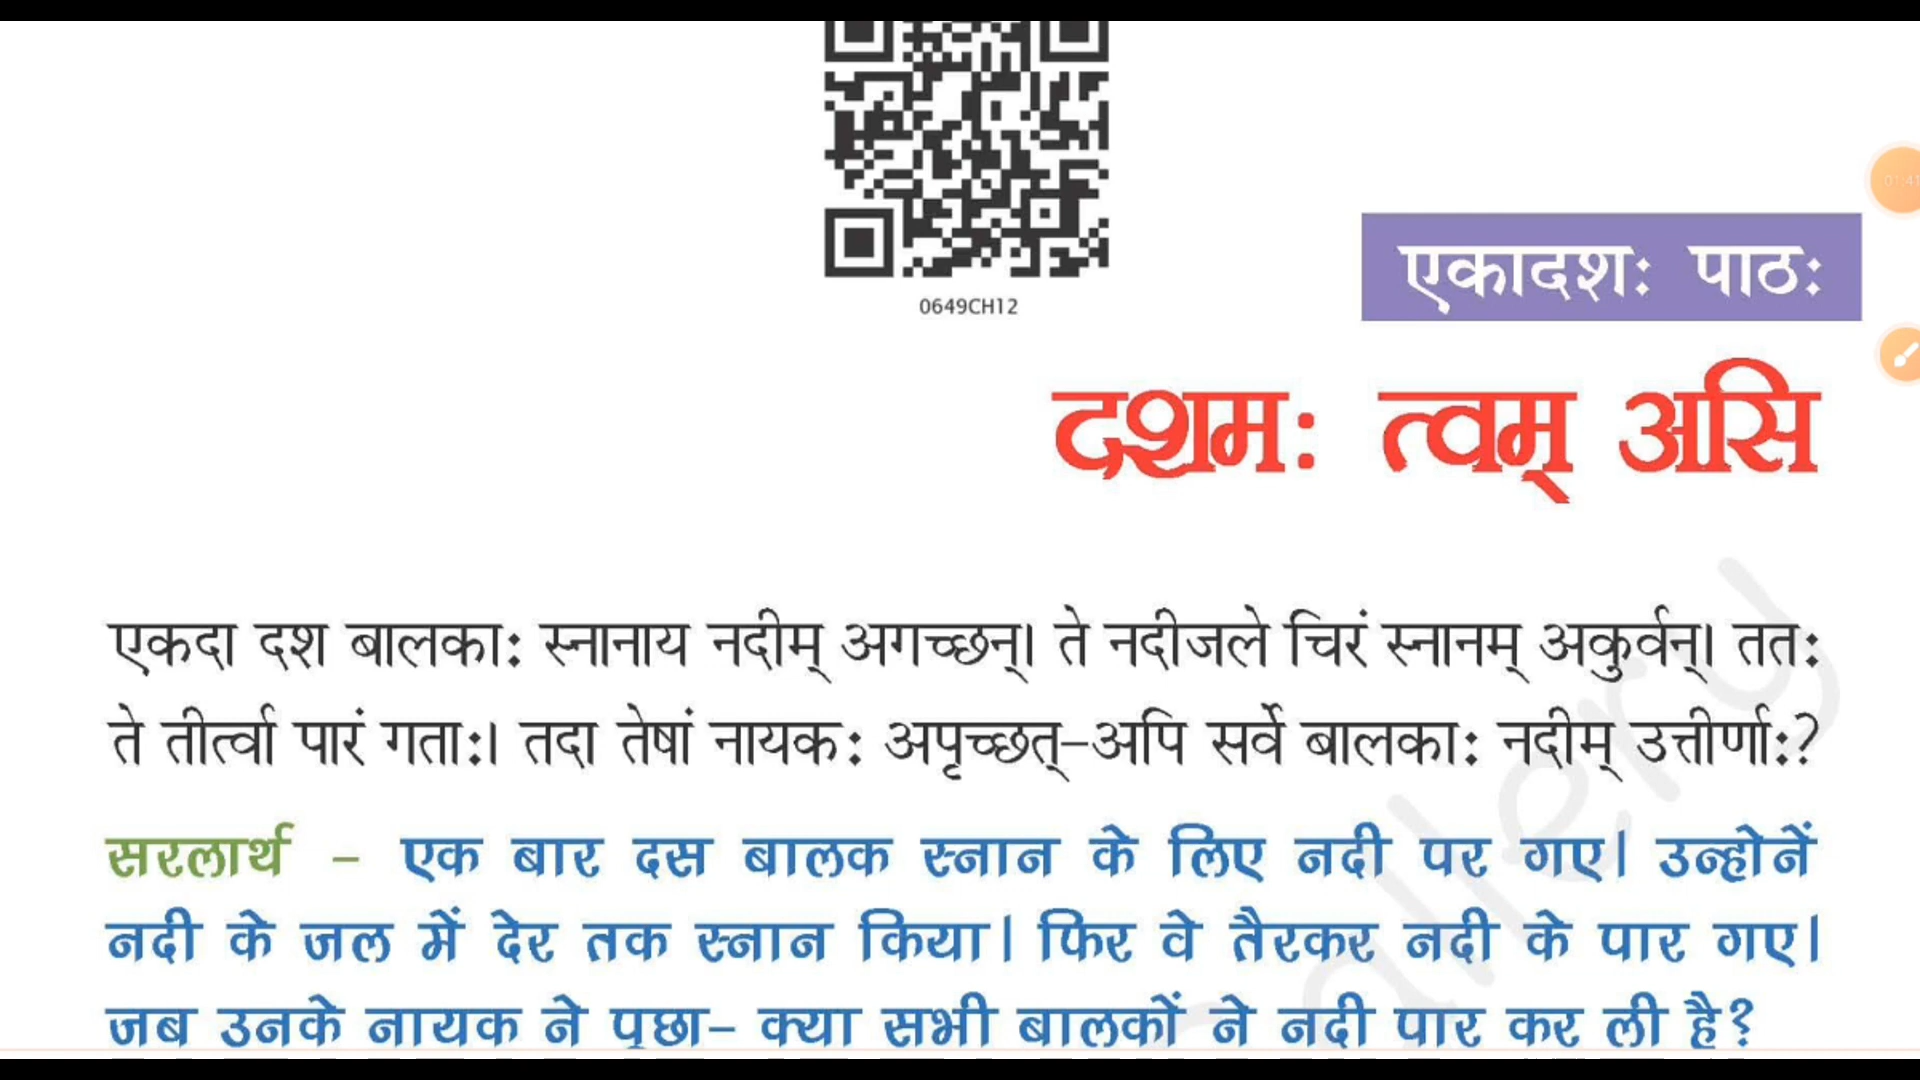 0649CH12
01:41
एकादशः पाठः
दशमः त्वम् असि
एकदा दश बालकाः स्नानाय नदीम् अगच्छन्। ते नदीजले चिरं स्नानम् अकुर्वन्। ततः
ते तीर्त्वा पारं गताः। तदा तेषां नायकः अपृच्छत्–अपि सर्वे बालकाः नदीम् उत्तीर्णाः?
सरलार्थ – एक बार दस बालक स्नान के लिए नदी पर गए। उन्होनें
नदी के जल में देर तक स्नान किया। फिर वे तैरकर नदी के पार गए।
जब उनके नायक ने पूछा– क्या सभी बालकों ने नदी पार कर ली है?